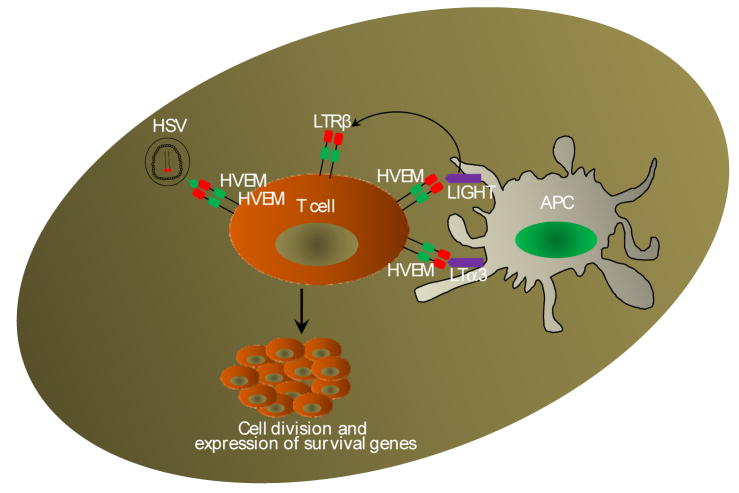 HSV
LTRβ
HVEM
HVEM
T cell
HVEM
LIGHT
APC
HVEM
LTα3
Cell division and
expression of survival genes